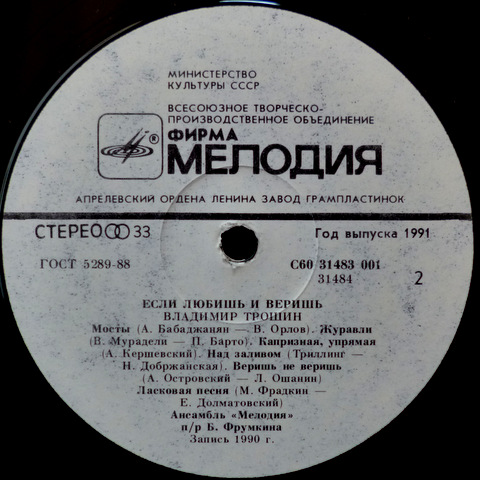 МИНИСТЕРСТВО
КУЛЬТУРЫ СССР
ВСЕСОЮЗНОЕ ТВОРЧЕСКО-
ПРОИЗВОДСТВЕННОЕ ОБЪЕДИНЕНИЕ
®
ФИРМА
МЕЛОДИЯ
АПРЕЛЕВСКИЙ ОРДЕНА ЛЕНИНА ЗАВОД ГРАМПЛАСТИНОК
СТЕРЕО 33
Год выпуска 1991
ГОСТ 5289-88
С60 31483 001
31484
2
ЕСЛИ ЛЮБИШЬ И ВЕРИШЬ
ВЛАДИМИР ТРОШИН
Мосты (А. Бабаджанян — В. Орлов). Журавли
(В. Мурадели — П. Барто). Капризная, упрямая
(А. Кершевский). Над заливом (Триллинг —
Н. Добржанская). Веришь не веришь
(А. Островский — Л. Ошанин)
Ласковая песня (М. Фрадкин —
Е. Долматовский)
Ансамбль «Мелодия»
п/р Б. Фрумкина
Запись 1990 г.